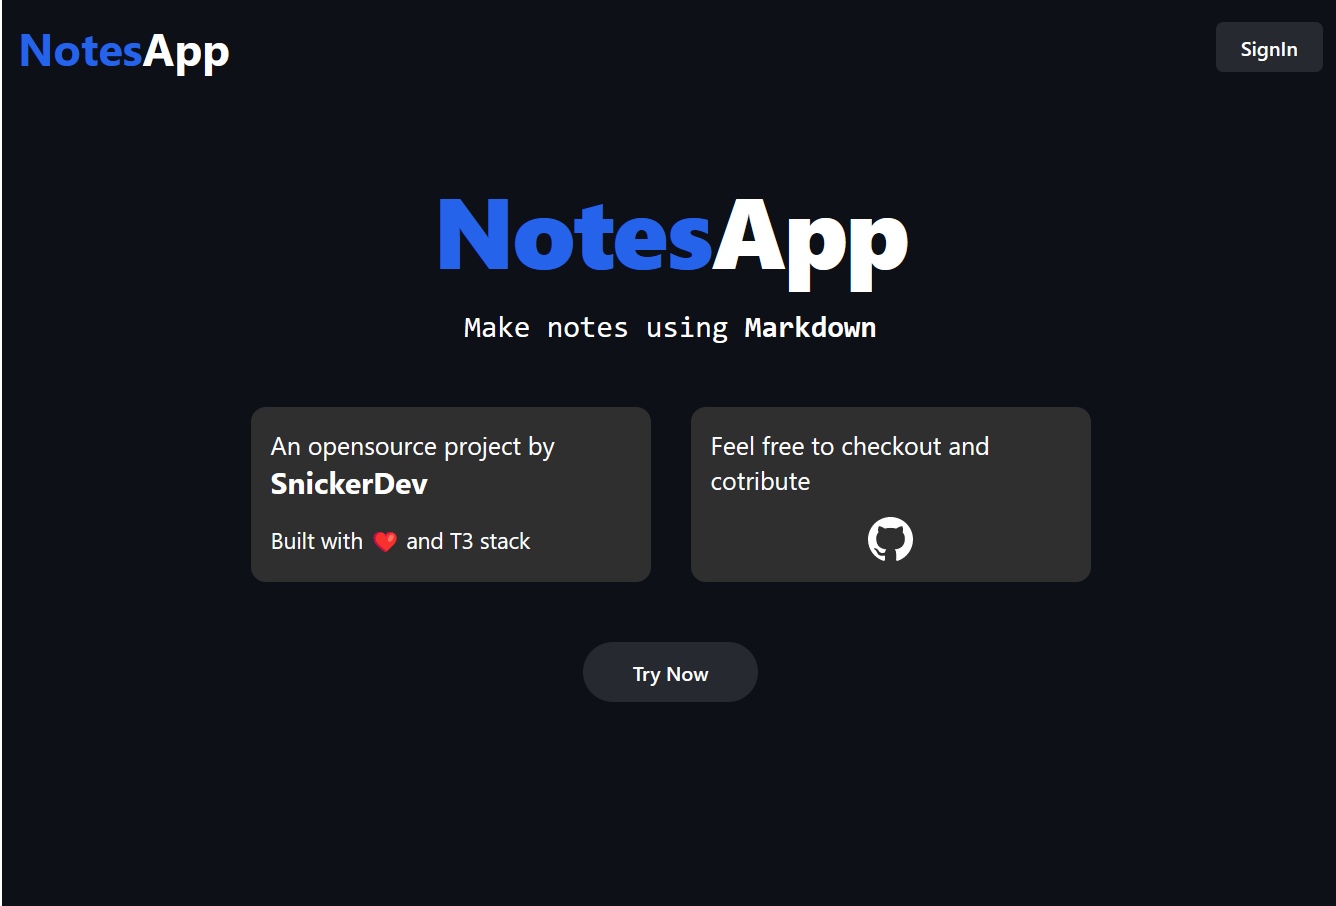 NotesApp
SignIn
NotesApp
Make notes using Markdown
An opensource project by
SnickerDev
Built with ❤️ and T3 stack
Feel free to checkout and
cotribute
Try Now